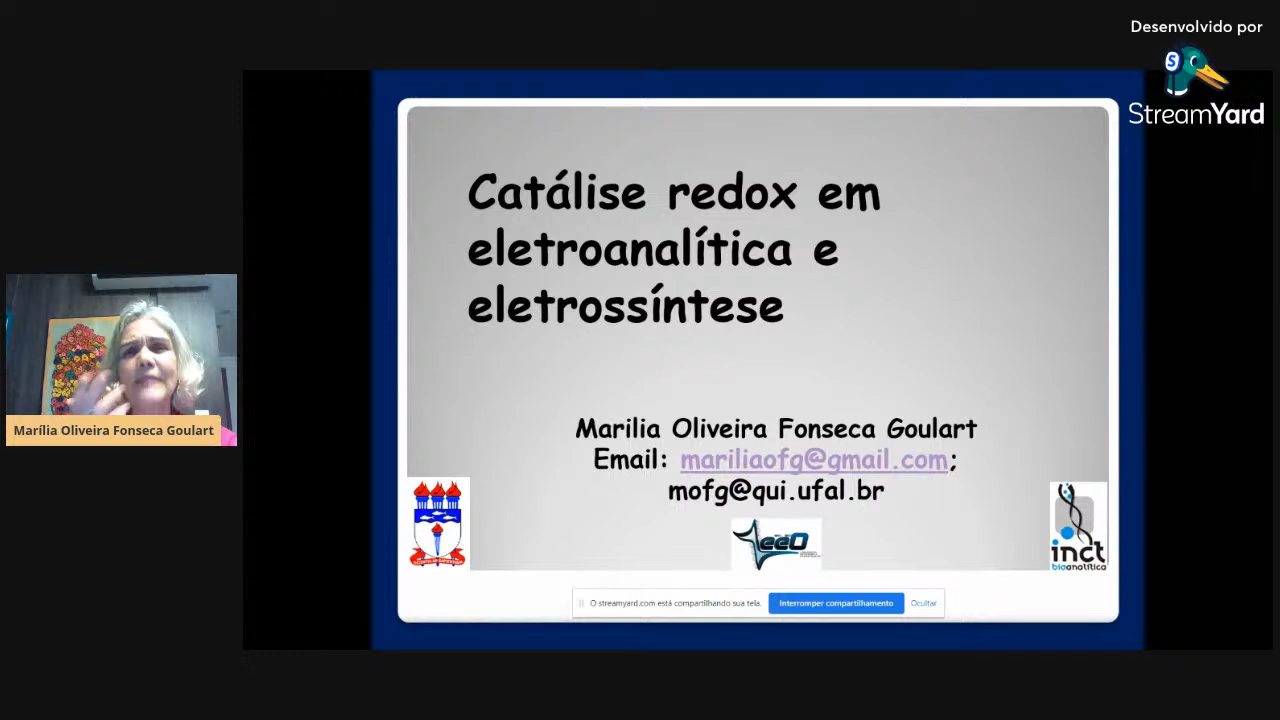 Desenvolvido por
StreamYard
Catálise redox em
eletroanalítica e
eletrossíntese
Marília Oliveira Fonseca Goulart
Marilia Oliveira Fonseca Goulart
Email: mariliaofg@gmail.com;
mofg@qui.ufal.br
inct
bioanalítica
O streamyard.com está compartilhando sua tela.
Interromper compartilhamento
Ocultar